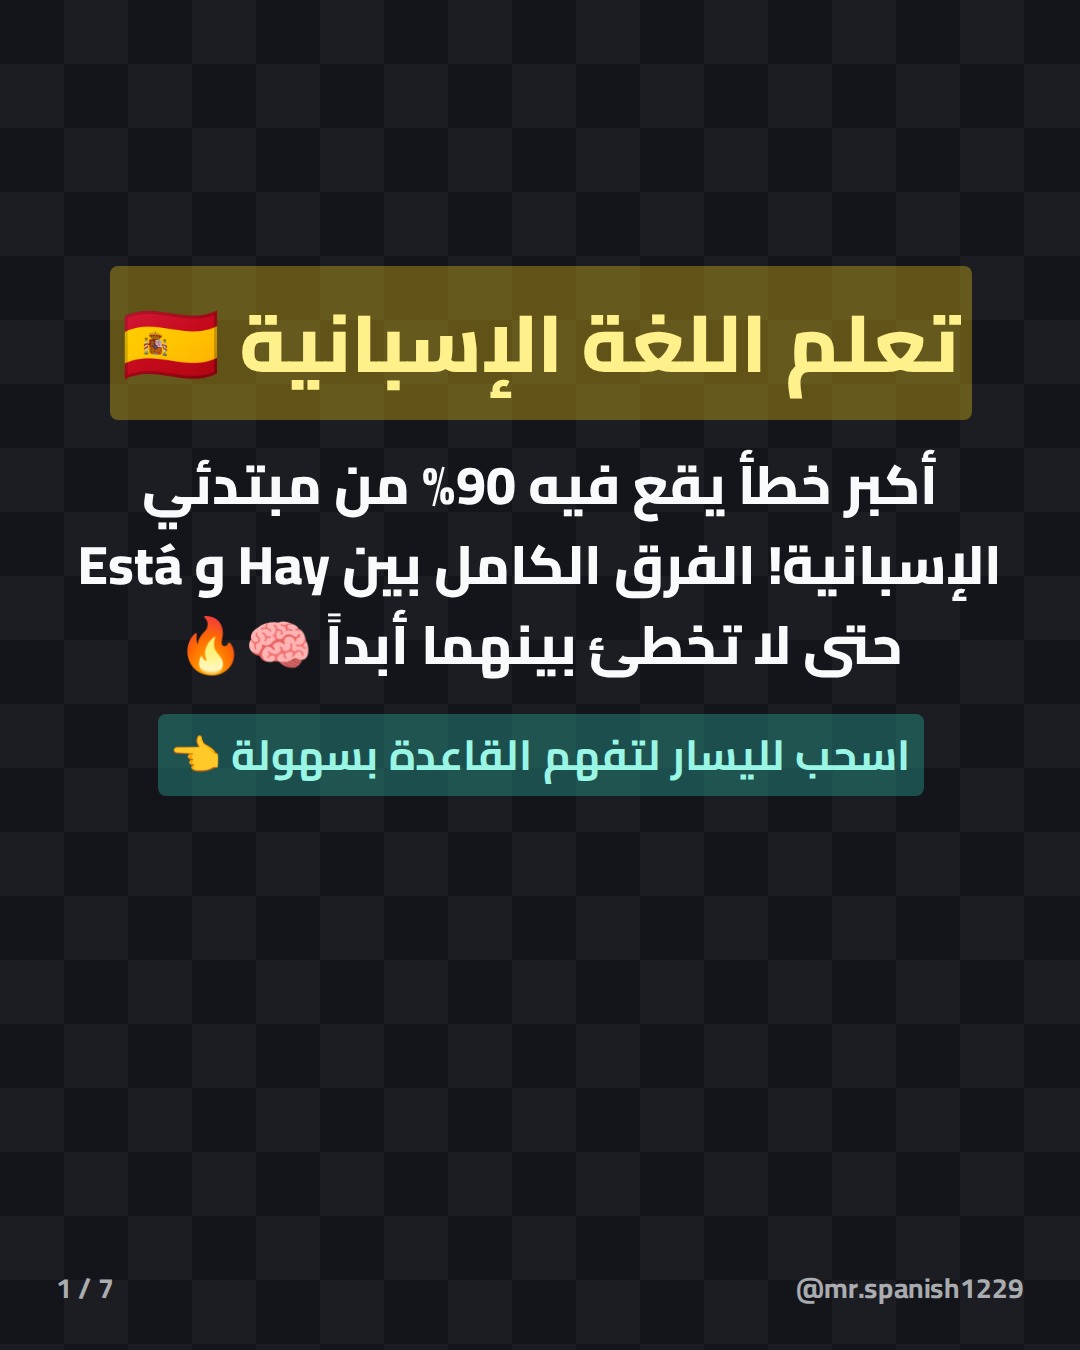 تعلم اللغة الإسبانية 🇪🇸
أكبر خطأ يقع فيه 90% من مبتدئي
الإسبانية! الفرق الكامل بين Hay و Está
حتى لا تخطئ بينهما أبداً 🧠🔥
اسحب لليسار لتفهم القاعدة بسهولة 👈
1 / 7
@mr.spanish1229